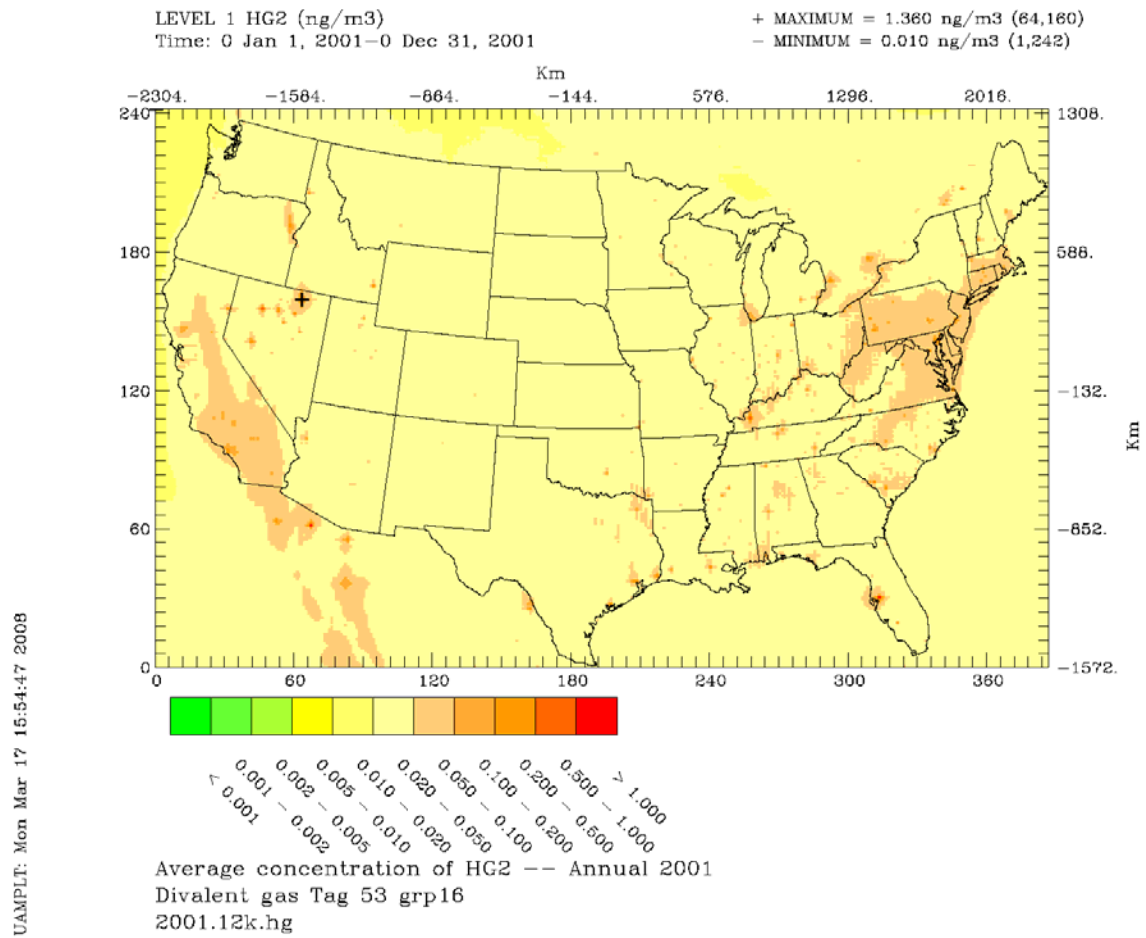 LEVEL 1 HG2 (ng/m3)
Time: 0 Jan 1, 2001−0 Dec 31, 2001
+ MAXIMUM = 1.360 ng/m3 (64,160)
− MINIMUM = 0.010 ng/m3 (1,242)
Km
−2304. −1584. −864. −144. 576. 1296. 2016.
240 1308.
180 588.
120 −132.
Km
60 −852.
0 −1572.
0 60 120 180 240 300 360
< 0.001
0.001 − 0.002
0.002 − 0.005
0.005 − 0.010
0.010 − 0.020
0.020 − 0.050
0.050 − 0.100
0.100 − 0.200
0.200 − 0.500
0.500 − 1.000
> 1.000
Average concentration of HG2 −− Annual 2001
Divalent gas Tag 53 grp16
2001.12k.hg
UAMPLT: Mon Mar 17 15:54:47 2008